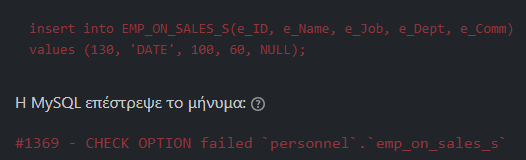 insert into EMP_ON_SALES_S(e_ID, e_Name, e_Job, e_Dept, e_Comm)
values (130, 'DATE', 100, 60, NULL);
Η MySQL επέστρεψε το μήνυμα:
#1369 - CHECK OPTION failed `personnel`.`emp_on_sales_s`